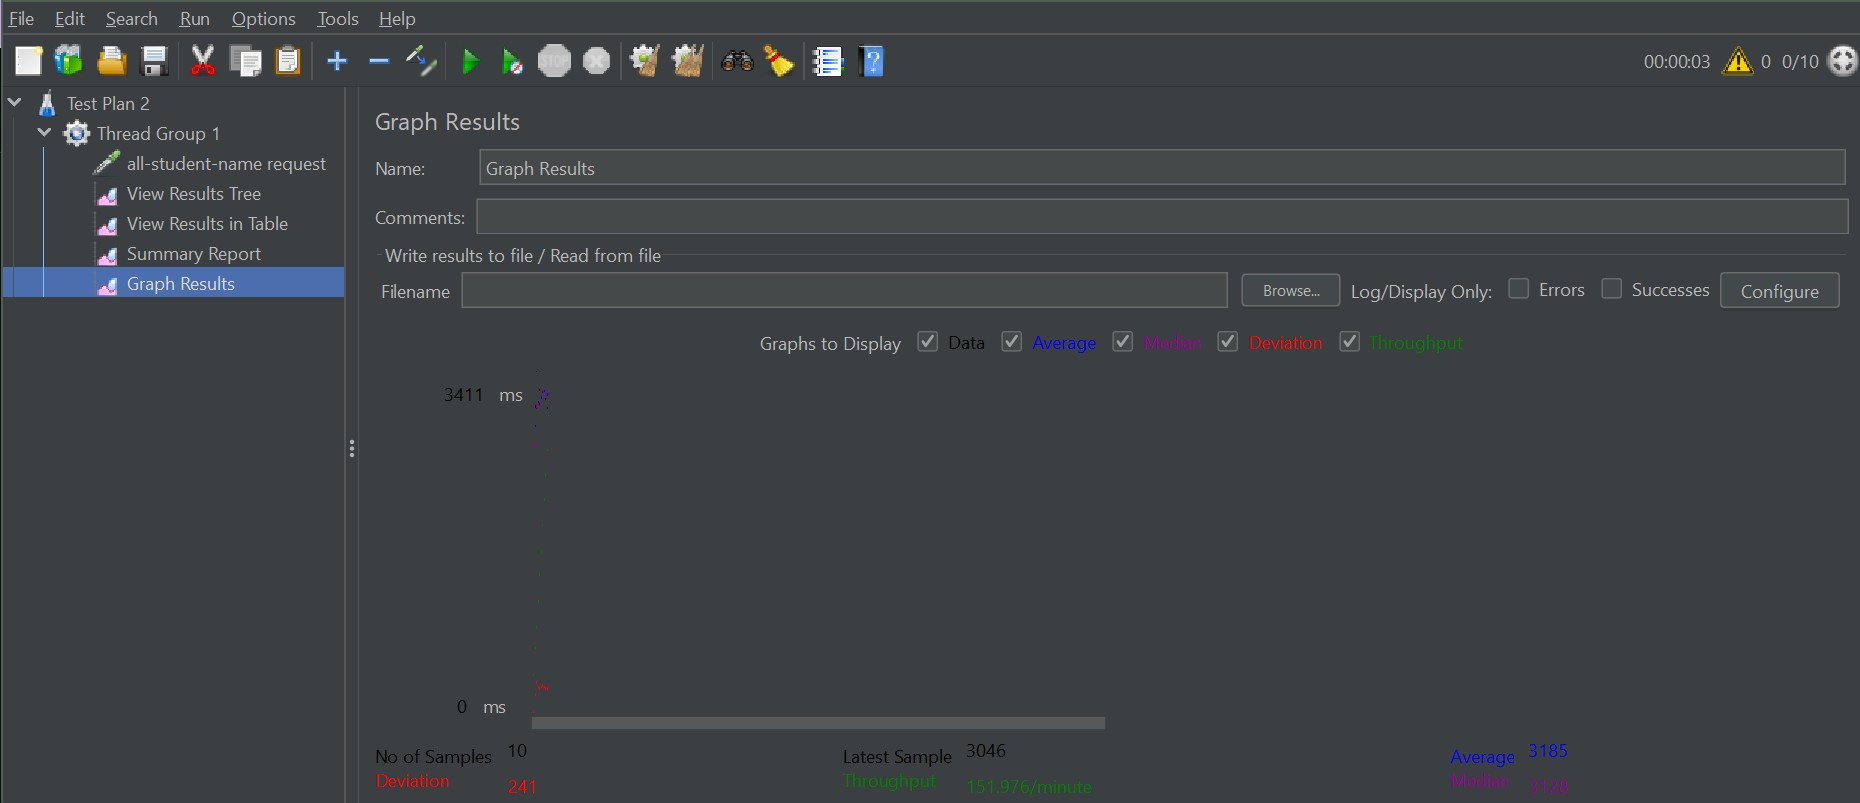 File Edit Search Run Options Tools Help
STOP 00:00:03 0 0/10
Test Plan 2
Thread Group 1
all-student-name request
View Results Tree
View Results in Table
Summary Report
Graph Results
Graph Results
Name: Graph Results
Comments:
Write results to file / Read from file
Filename Browse... Log/Display Only: Errors Successes Configure
Graphs to Display Data Average Median Deviation Throughput
3411 ms
0 ms
No of Samples 10 Latest Sample 3046 Average 3185
Deviation 241 Throughput 151.976/minute Median 3128